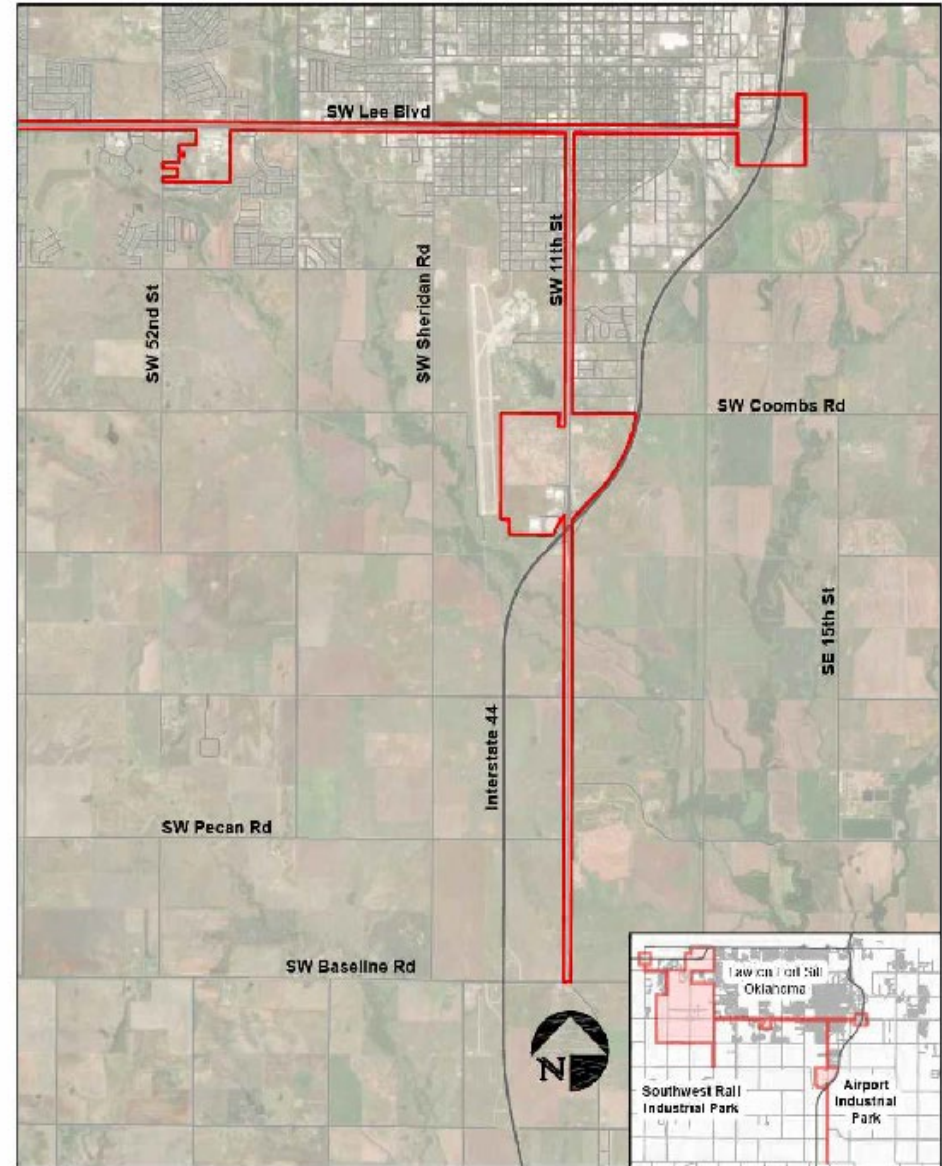 SW Lee Blvd
SW 52nd St
SW Sheridan Rd
SW 11th St
SW Coombs Rd
SE 15th St
Interstate 44
SW Pecan Rd
SW Baseline Rd
N
Lawton Fort Sill
Oklahoma
Southwest Rail
Industrial Park
Airport
Industrial
Park